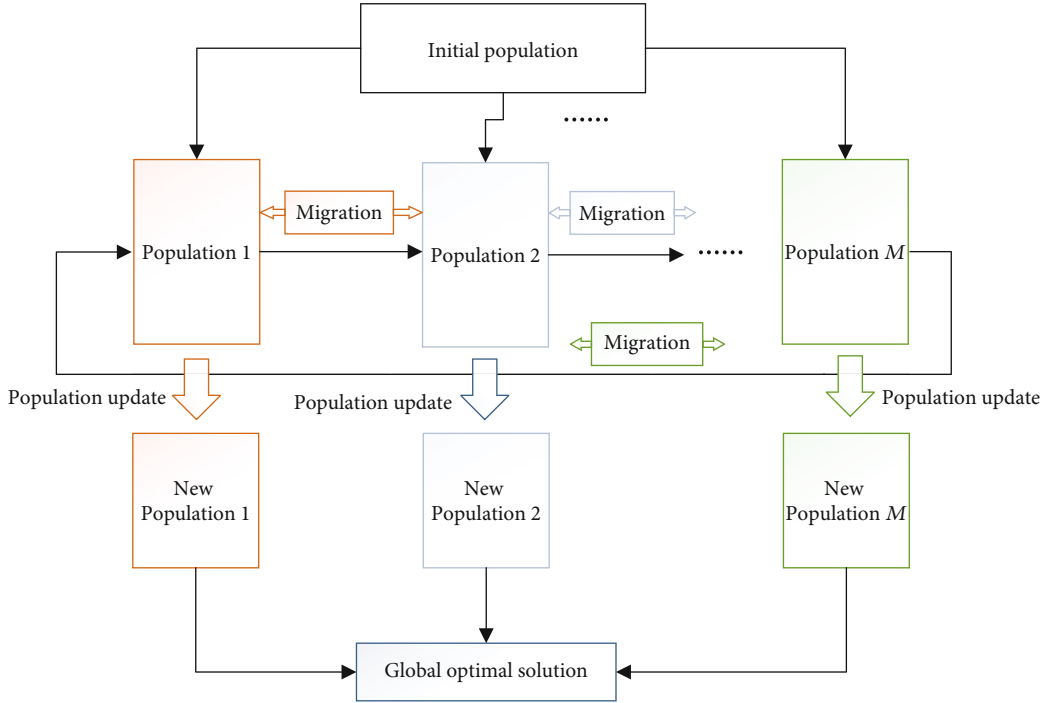 Initial population
......
Migration
Migration
Population 1
Population 2
......
Population M
Migration
Population update
Population update
Population update
New
Population 1
New
Population 2
New
Population M
Global optimal solution